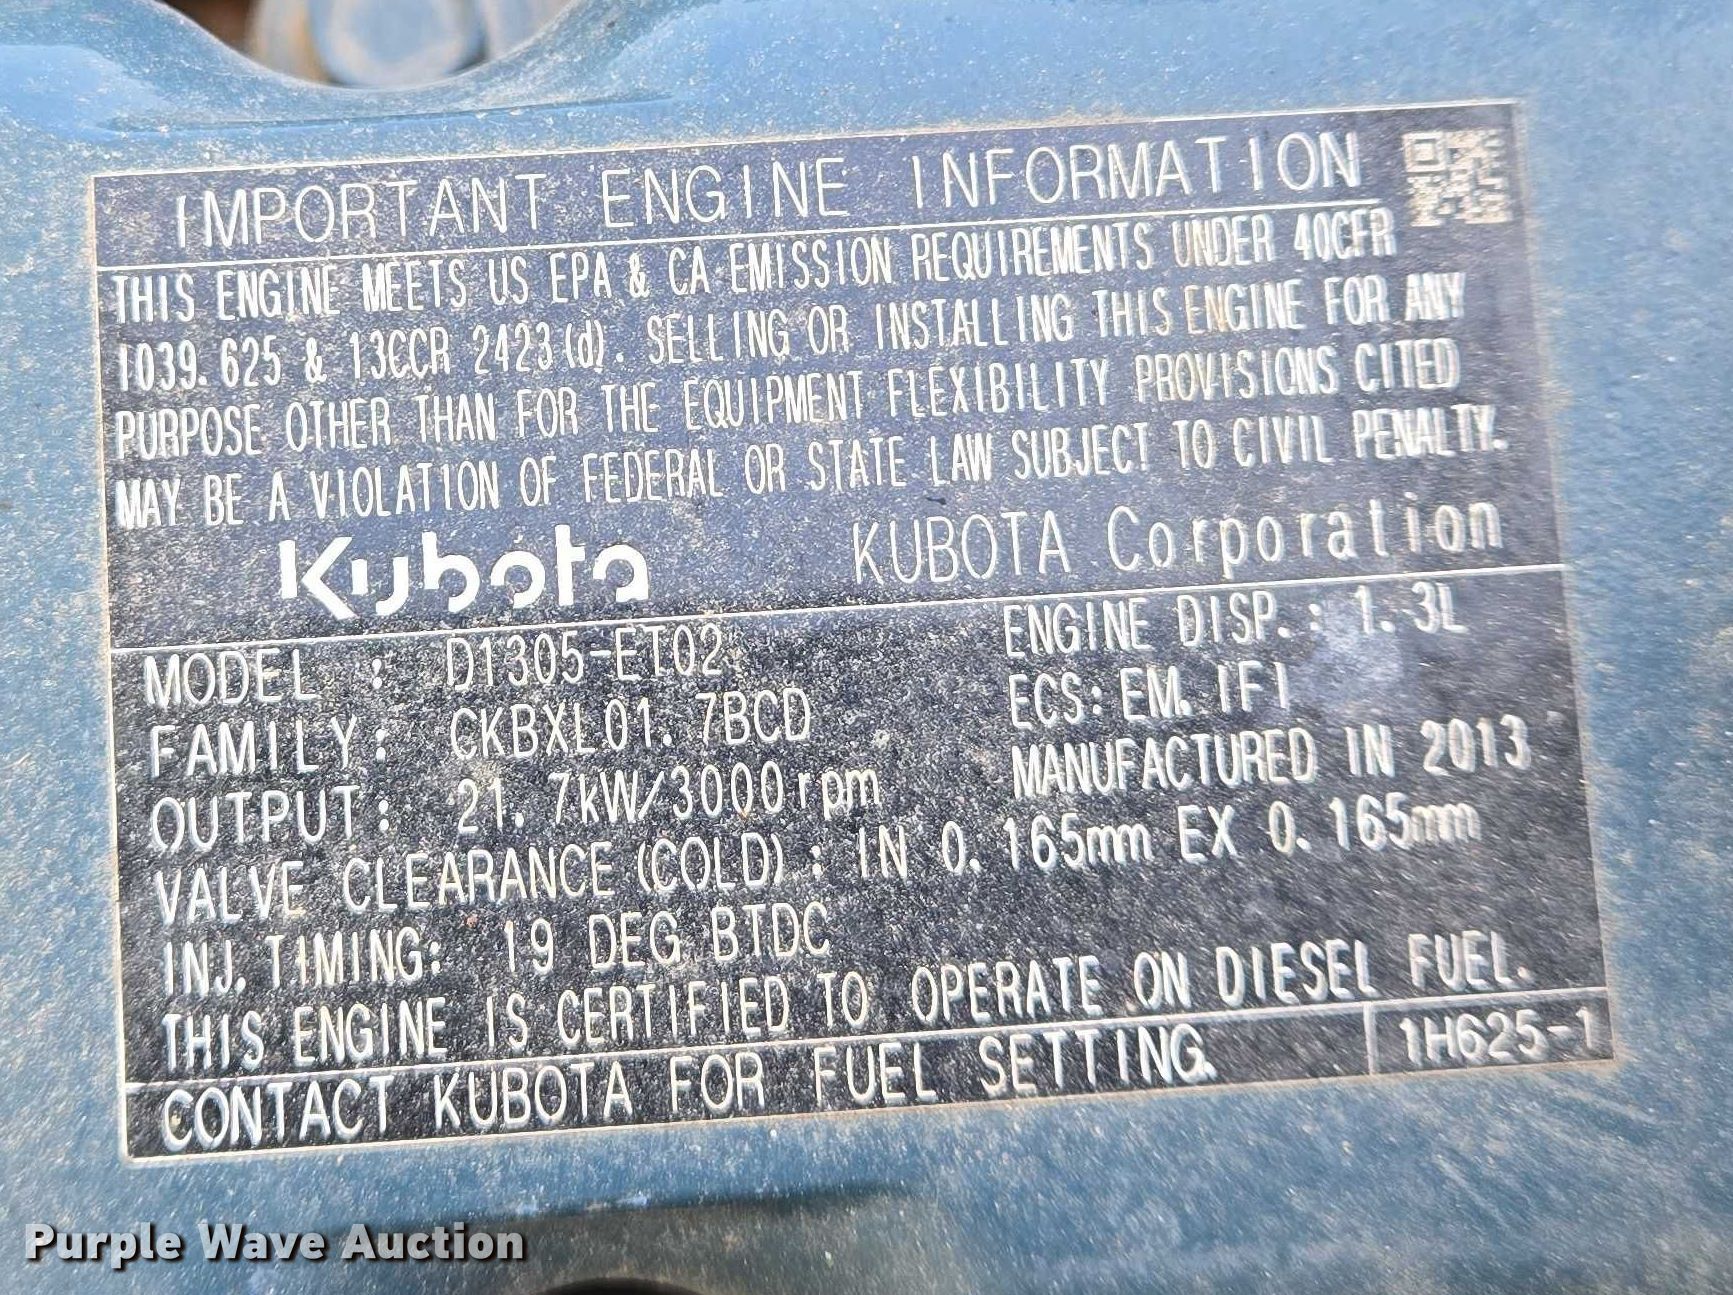 IMPORTANT ENGINE INFORMATION
THIS ENGINE MEETS US EPA & CA EMISSION REQUIREMENTS UNDER 40CFR
1039.625 & 13CCR 2423(d). SELLING OR INSTALLING THIS ENGINE FOR ANY
PURPOSE OTHER THAN FOR THE EQUIPMENT FLEXIBILITY PROVISIONS CITED
MAY BE A VIOLATION OF FEDERAL OR STATE LAW SUBJECT TO CIVIL PENALTY.
Kubota KUBOTA Corporation
MODEL : D1305-ET02 ENGINE DISP.: 1.3L
FAMILY: CKBXL01.7BCD ECS: EM.IFI
OUTPUT: 21.7kW/3000rpm MANUFACTURED IN 2013
VALVE CLEARANCE (COLD): IN 0.165mm EX 0.165mm
INJ.TIMING: 19 DEG BTDC
THIS ENGINE IS CERTIFIED TO OPERATE ON DIESEL FUEL.
CONTACT KUBOTA FOR FUEL SETTING. 1H625-1
Purple Wave Auction